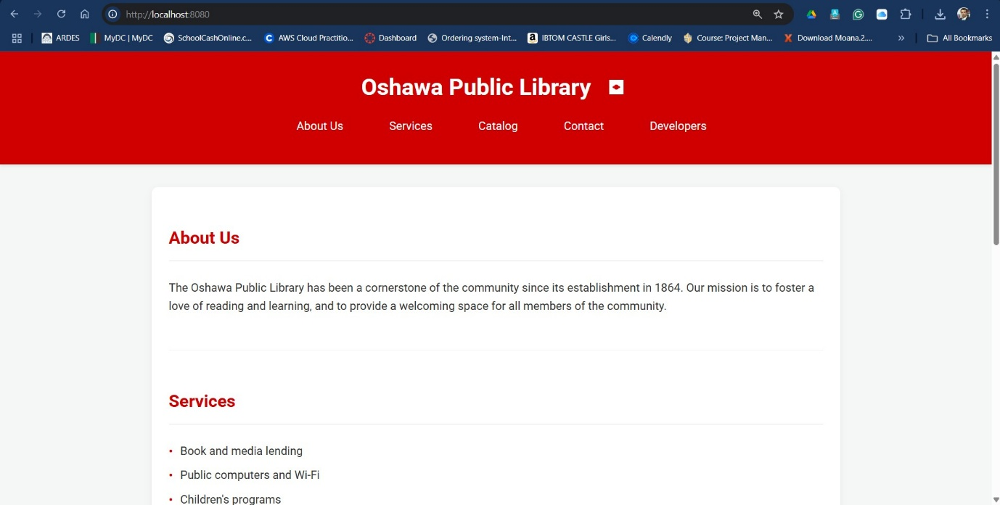 http://localhost:8080
ARDES
MyDC | MyDC
SchoolCashOnline.c...
AWS Cloud Practitio...
Dashboard
Ordering system-Int...
IBTOM CASTLE Girls...
Calendly
Course: Project Man...
Download Moana.2....
»
All Bookmarks
Oshawa Public Library
About Us
Services
Catalog
Contact
Developers
About Us
The Oshawa Public Library has been a cornerstone of the community since its establishment in 1864. Our mission is to foster a
love of reading and learning, and to provide a welcoming space for all members of the community.
Services
• Book and media lending
• Public computers and Wi-Fi
• Children's programs